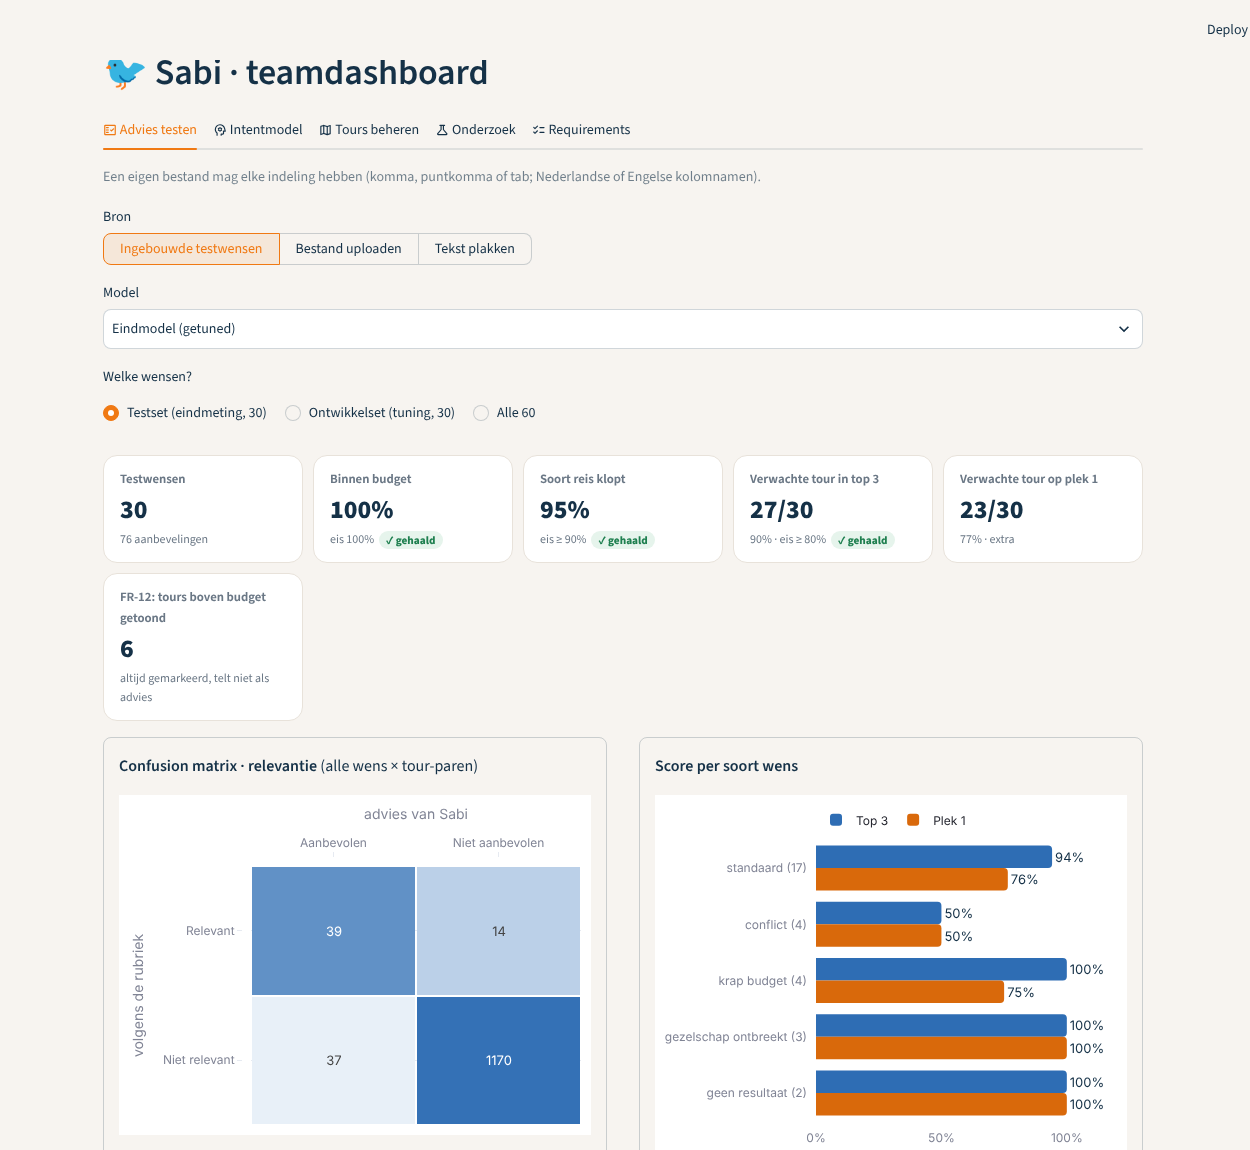 Deploy
Sabi · teamdashboard
Advies testen
Intentmodel
Tours beheren
Onderzoek
Requirements
Een eigen bestand mag elke indeling hebben (komma, puntkomma of tab; Nederlandse of Engelse kolomnamen).
Bron
Ingebouwde testwensen
Bestand uploaden
Tekst plakken
Model
Eindmodel (getuned)
Welke wensen?
Testset (eindmeting, 30)
Ontwikkelset (tuning, 30)
Alle 60
Testwensen
30
76 aanbevelingen
Binnen budget
100%
eis 100% ✓ gehaald
Soort reis klopt
95%
eis ≥ 90% ✓ gehaald
Verwachte tour in top 3
27/30
90% · eis ≥ 80% ✓ gehaald
Verwachte tour op plek 1
23/30
77% · extra
FR-12: tours boven budget
getoond
6
altijd gemarkeerd, telt niet als
advies
Confusion matrix · relevantie (alle wens × tour-paren)
advies van Sabi
Aanbevolen
Niet aanbevolen
volgens de rubriek
Relevant
39
14
Niet relevant
37
1170
Score per soort wens
Top 3
Plek 1
standaard (17)
94%
76%
conflict (4)
50%
50%
krap budget (4)
100%
75%
gezelschap ontbreekt (3)
100%
100%
geen resultaat (2)
100%
100%
0%
50%
100%